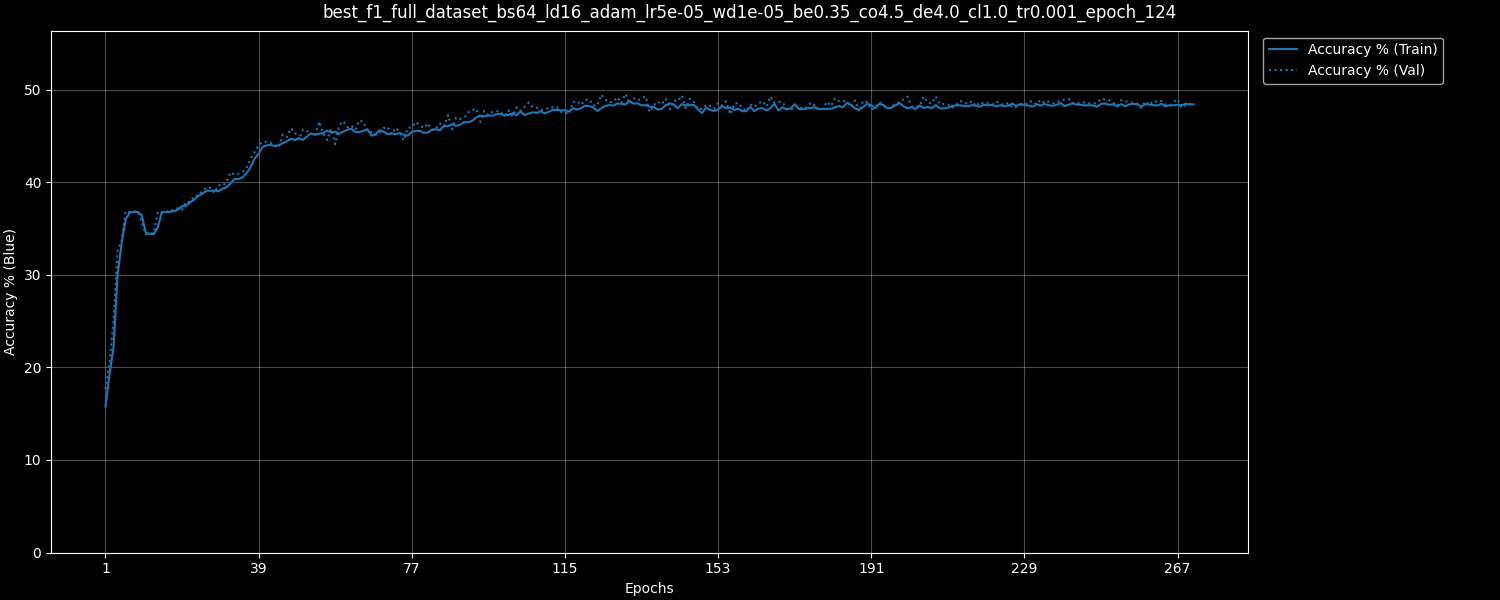 best_f1_full_dataset_bs64_ld16_adam_lr5e-05_wd1e-05_be0.35_co4.5_de4.0_cl1.0_tr0.001_epoch_124
Accuracy % (Train)
Accuracy % (Val)
Accuracy % (Blue)
50
40
30
20
10
0
1 39 77 115 153 191 229 267
Epochs